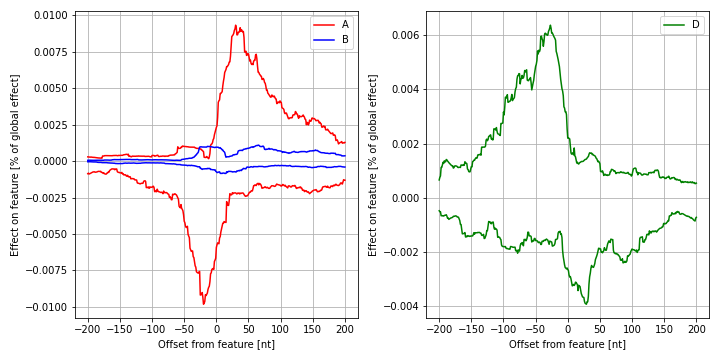 0.0100
0.0075
0.0050
0.0025
0.0000
−0.0025
−0.0050
−0.0075
−0.0100
−200 −150 −100 −50 0 50 100 150 200
Offset from feature [nt]
Effect on feature [% of global effect]
A
B
0.006
0.004
0.002
0.000
−0.002
−0.004
−200 −150 −100 −50 0 50 100 150 200
Offset from feature [nt]
Effect on feature [% of global effect]
D